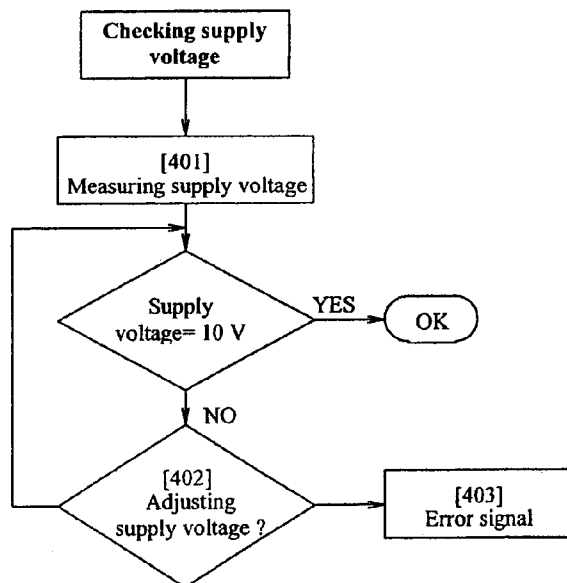 Checking supply
voltage
[401]
Measuring supply voltage
Supply
voltage= 10 V
YES
OK
NO
[402]
Adjusting
supply voltage ?
[403]
Error signal